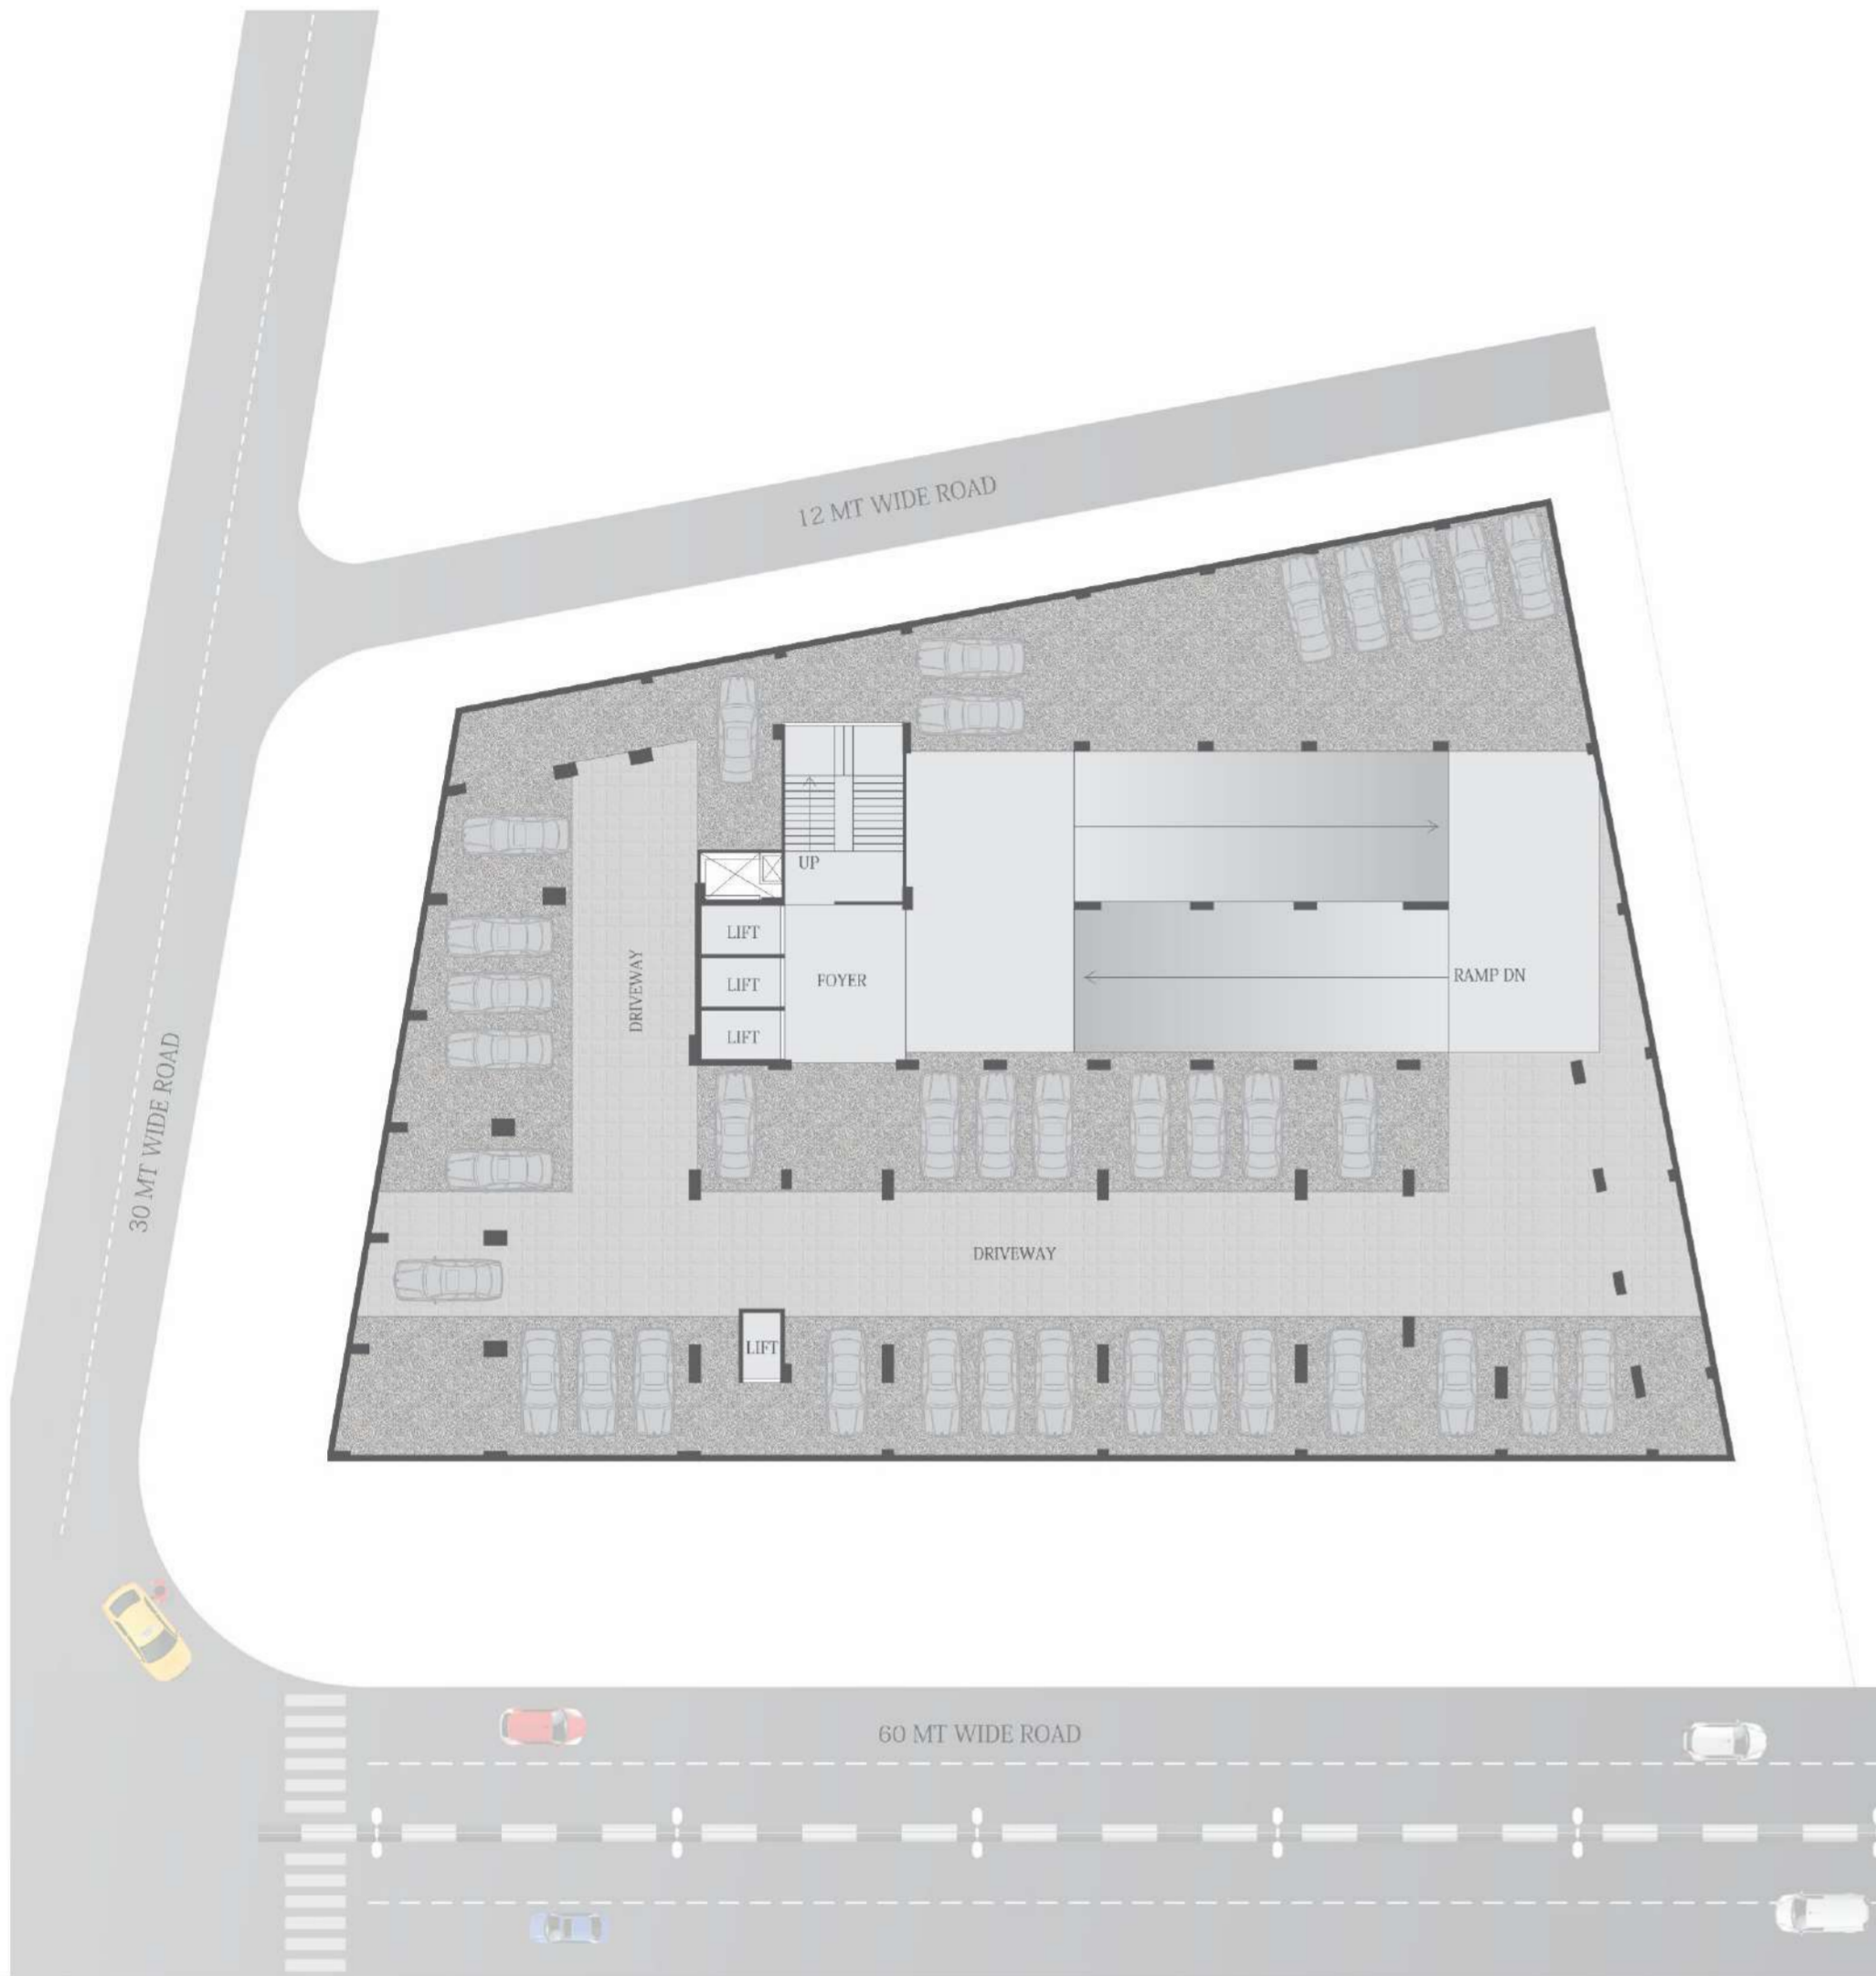 12 MT WIDE ROAD
UP
LIFT
DRIVEWAY
LIFT
FOYER
RAMP DN
LIFT
30 MT WIDE ROAD
DRIVEWAY
LIFT
60 MT WIDE ROAD